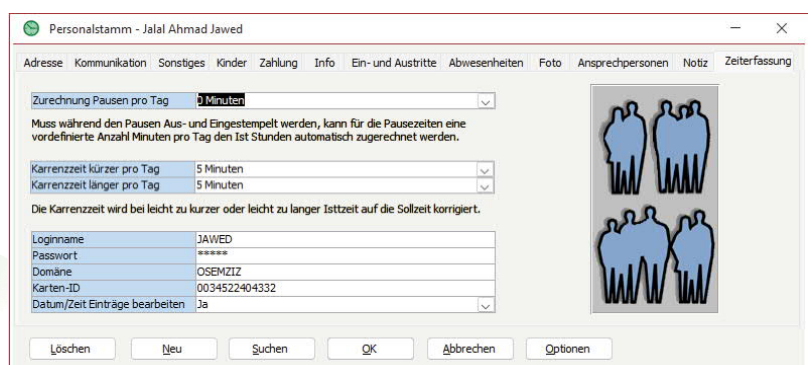 Personalstamm - Jalal Ahmad Jawed
Adresse Kommunikation Sonstiges Kinder Zahlung Info Ein- und Austritte Abwesenheiten Foto Ansprechpersonen Notiz Zeiterfassung
Zurechnung Pausen pro Tag 0 Minuten
Muss während den Pausen Aus- und Eingestempelt werden, kann für die Pausezeiten eine
vordefinierte Anzahl Minuten pro Tag den Ist Stunden automatisch zugerechnet werden.
Karrenzzeit kürzer pro Tag 5 Minuten
Karrenzzeit länger pro Tag 5 Minuten
Die Karrenzzeit wird bei leicht zu kurzer oder leicht zu langer Isttzeit auf die Sollzeit korrigiert.
Loginname JAWED
Passwort *****
Domäne OSEMZIZ
Karten-ID 0034522404332
Datum/Zeit Einträge bearbeiten Ja
Löschen Neu Suchen OK Abbrechen Optionen